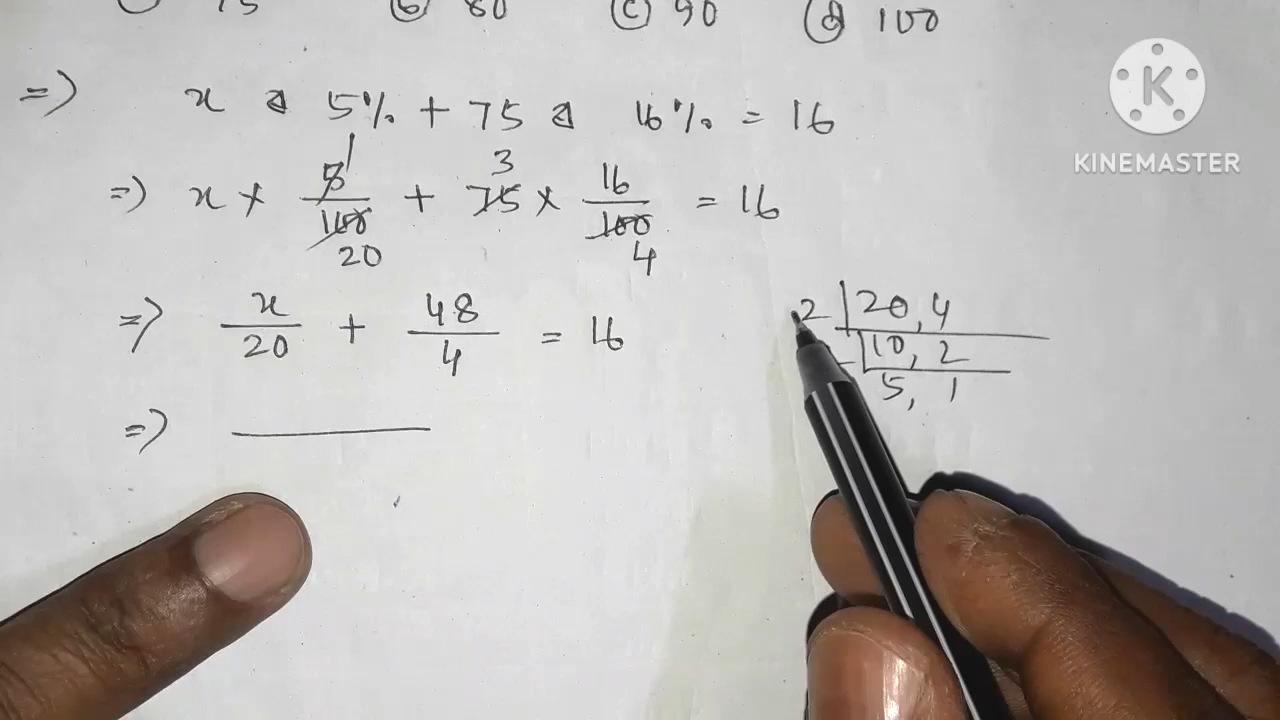 75 (b) 80 (c) 90 (d) 100
=> x এ 5% + 75 এ 16% = 16
=> x × 5/100 1 20 + 75 3 × 16/100 4 = 16
=> x/20 + 48/4 = 16
=>
2 | 20, 4
10, 2
5, 1
KINEMASTER